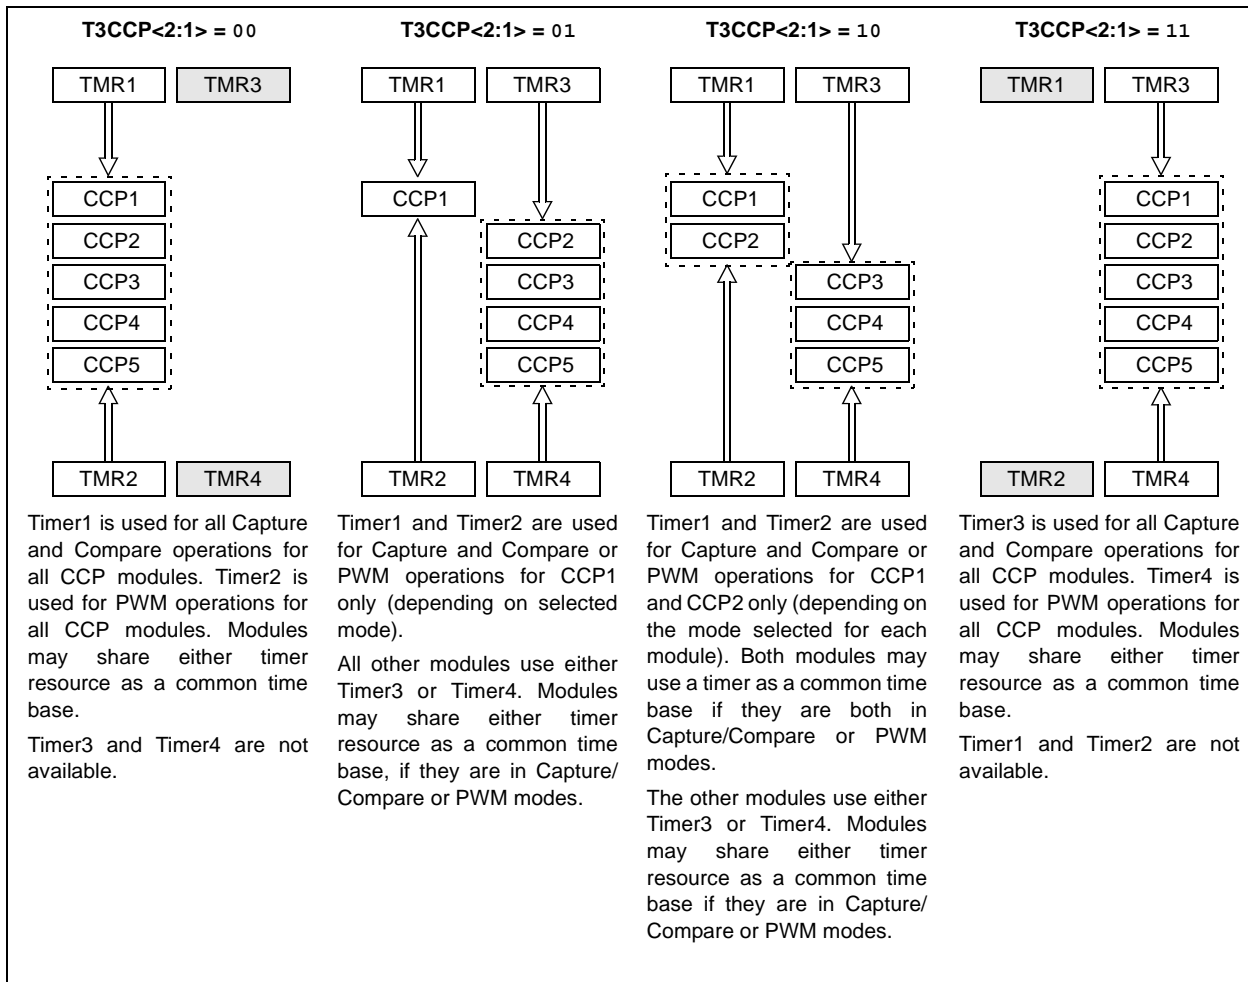 T3CCP<2:1> = 00
TMR1 TMR3
CCP1
CCP2
CCP3
CCP4
CCP5
TMR2 TMR4
Timer1 is used for all Capture
and Compare operations for
all CCP modules. Timer2 is
used for PWM operations for
all CCP modules. Modules
may share either timer
resource as a common time
base.
Timer3 and Timer4 are not
available.
T3CCP<2:1> = 01
TMR1 TMR3
CCP1
CCP2
CCP3
CCP4
CCP5
TMR2 TMR4
Timer1 and Timer2 are used
for Capture and Compare or
PWM operations for CCP1
only (depending on selected
mode).
All other modules use either
Timer3 or Timer4. Modules
may share either timer
resource as a common time
base, if they are in Capture/
Compare or PWM modes.
T3CCP<2:1> = 10
TMR1 TMR3
CCP1
CCP2
CCP3
CCP4
CCP5
TMR2 TMR4
Timer1 and Timer2 are used
for Capture and Compare or
PWM operations for CCP1
and CCP2 only (depending on
the mode selected for each
module). Both modules may
use a timer as a common time
base if they are both in
Capture/Compare or PWM
modes.
The other modules use either
Timer3 or Timer4. Modules
may share either timer
resource as a common time
base if they are in Capture/
Compare or PWM modes.
T3CCP<2:1> = 11
TMR1 TMR3
CCP1
CCP2
CCP3
CCP4
CCP5
TMR2 TMR4
Timer3 is used for all Capture
and Compare operations for
all CCP modules. Timer4 is
used for PWM operations for
all CCP modules. Modules
may share either timer
resource as a common time
base.
Timer1 and Timer2 are not
available.